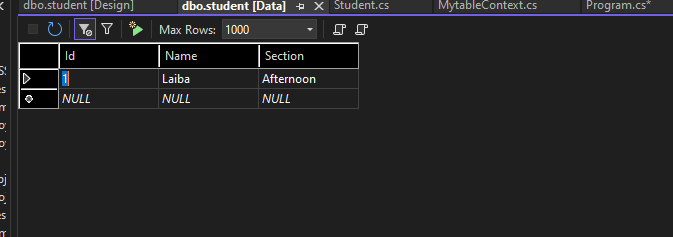 dbo.student [Design]
dbo.student [Data]
Student.cs
MytableContext.cs
Program.cs*
Max Rows: 1000
Id Name Section
1 Laiba Afternoon
NULL NULL NULL